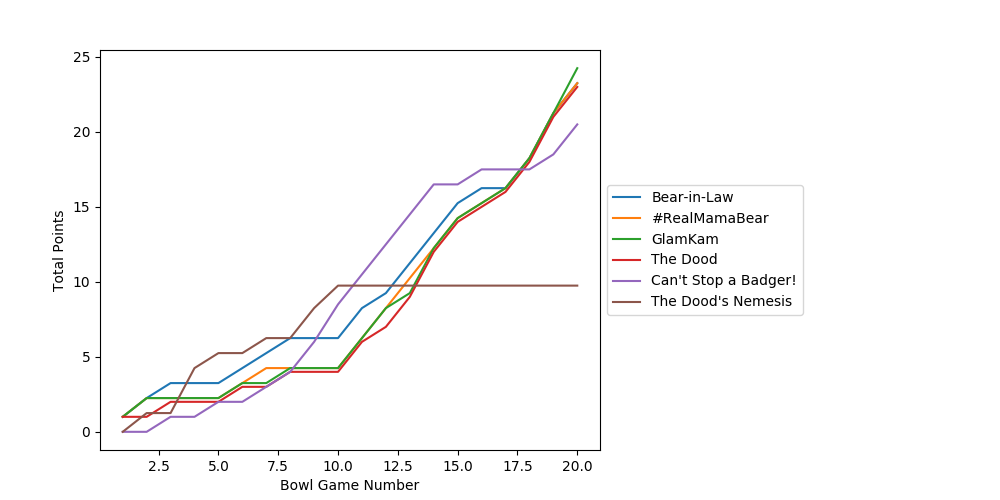 25
20
15
10
5
0
Total Points
2.5 5.0 7.5 10.0 12.5 15.0 17.5 20.0
Bowl Game Number
Bear-in-Law
#RealMamaBear
GlamKam
The Dood
Can't Stop a Badger!
The Dood's Nemesis